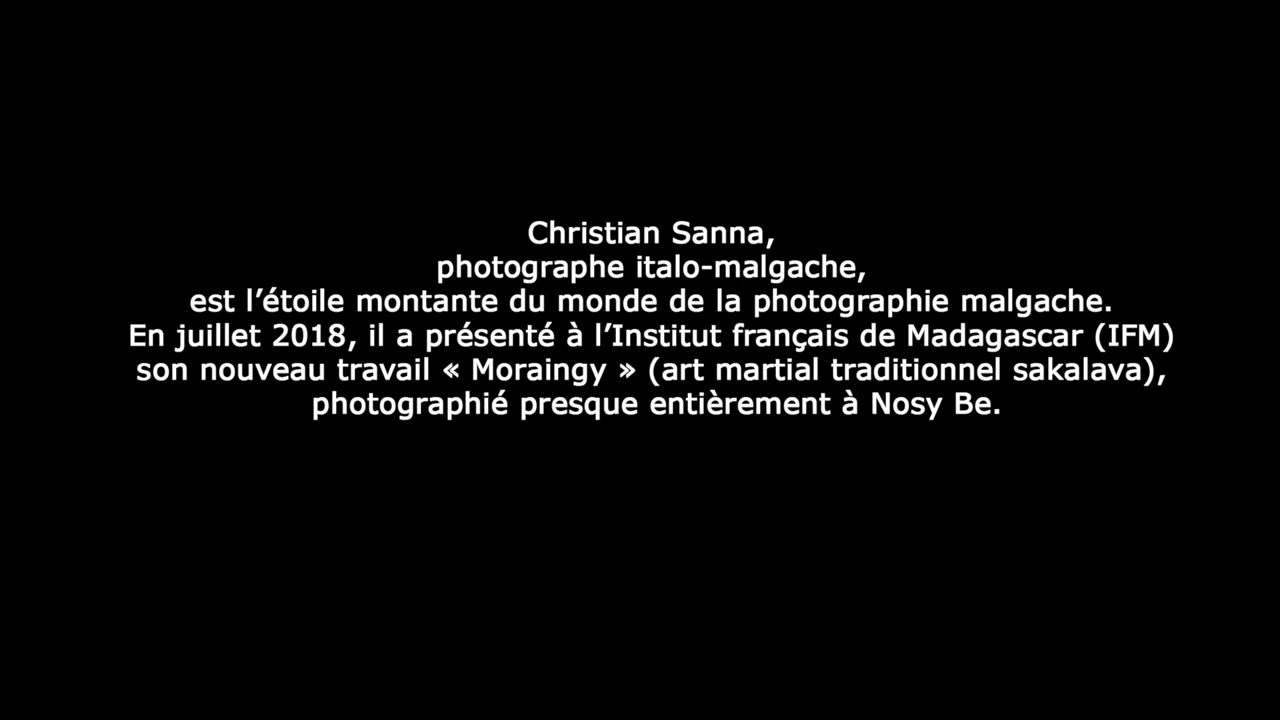 Christian Sanna,
photographe italo-malgache,
est l’étoile montante du monde de la photographie malgache.
En juillet 2018, il a présenté à l’Institut français de Madagascar (IFM)
son nouveau travail « Moraingy » (art martial traditionnel sakalava),
photographié presque entièrement à Nosy Be.